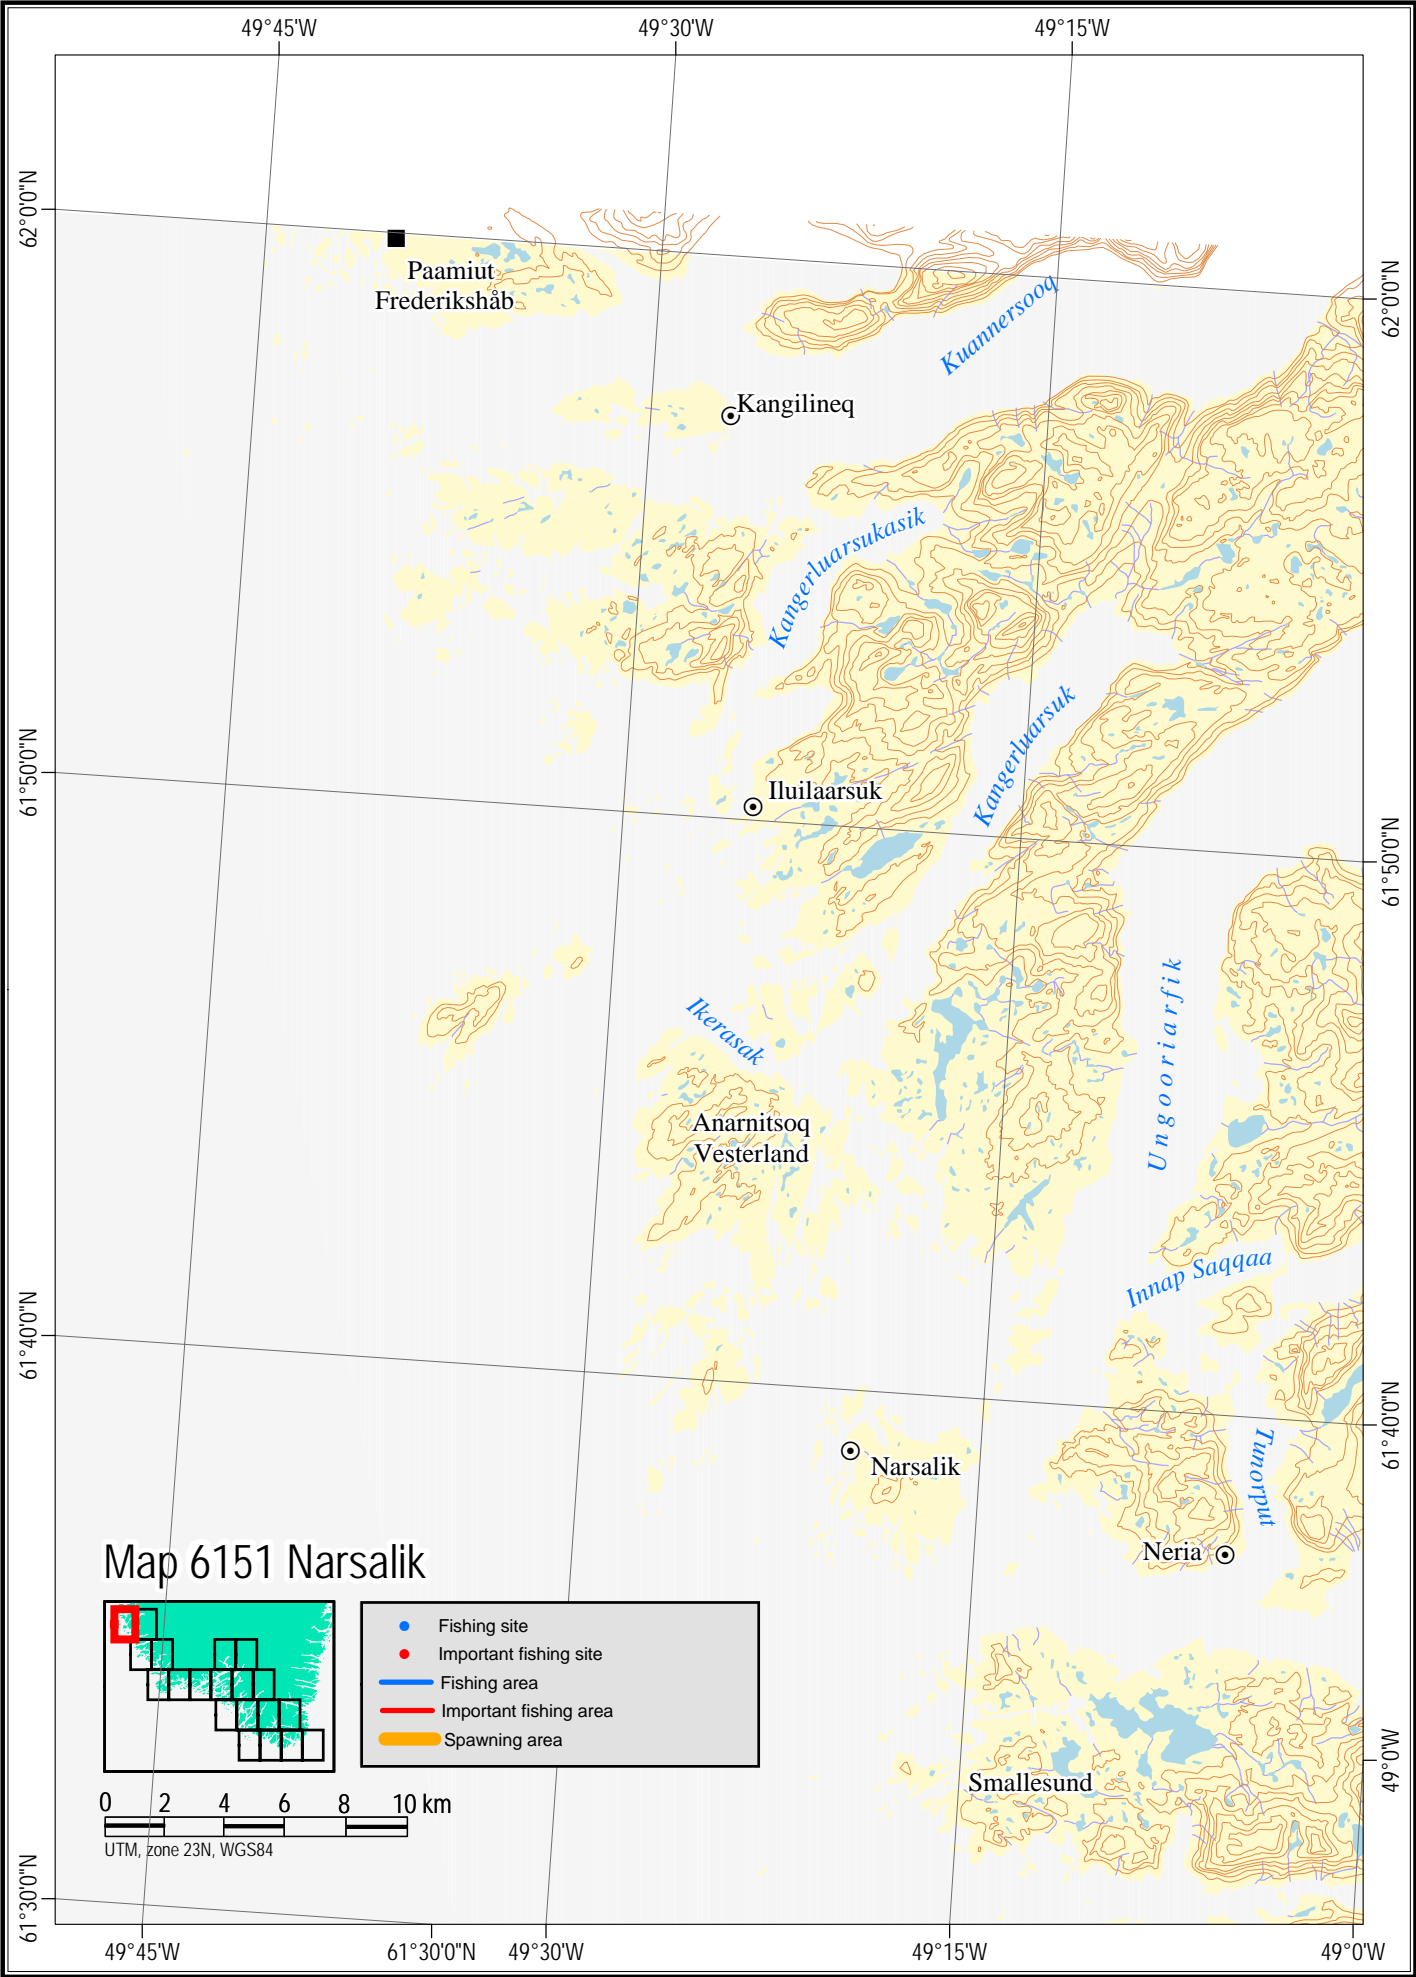 49°45'W
49°30'W
49°15'W
62°0'0"N
62°0'0"N
Paamiut
Frederikshåb
Kuannersooq
Kangilineq
Kangerluarsukasik
Kangerluarsuk
61°50'0"N
Iluilaarsuk
61°50'0"N
Ungooriarfik
Ikerasak
Anarnitsoq
Vesterland
Innap Saqqaa
61°40'0"N
61°40'0"N
Tunorput
Narsalik
Neria
Map 6151 Narsalik
Fishing site
Important fishing site
Fishing area
Important fishing area
Spawning area
Smallesund
49°0'W
0 2 4 6 8 10 km
UTM, zone 23N, WGS84
61°30'0"N
49°45'W
61°30'0"N
49°30'W
49°15'W
49°0'W